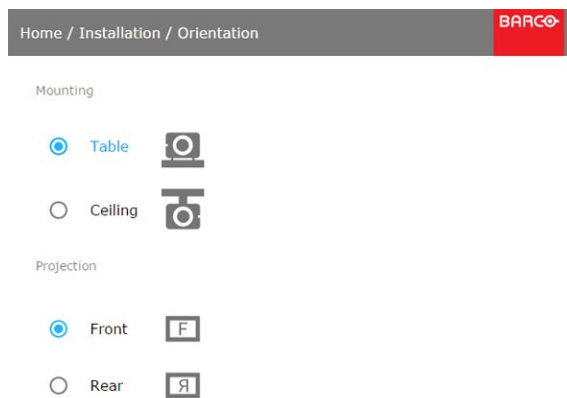 Home / Installation / Orientation
BARCO
Mounting
Table
Ceiling
Projection
Front
F
Rear
Я